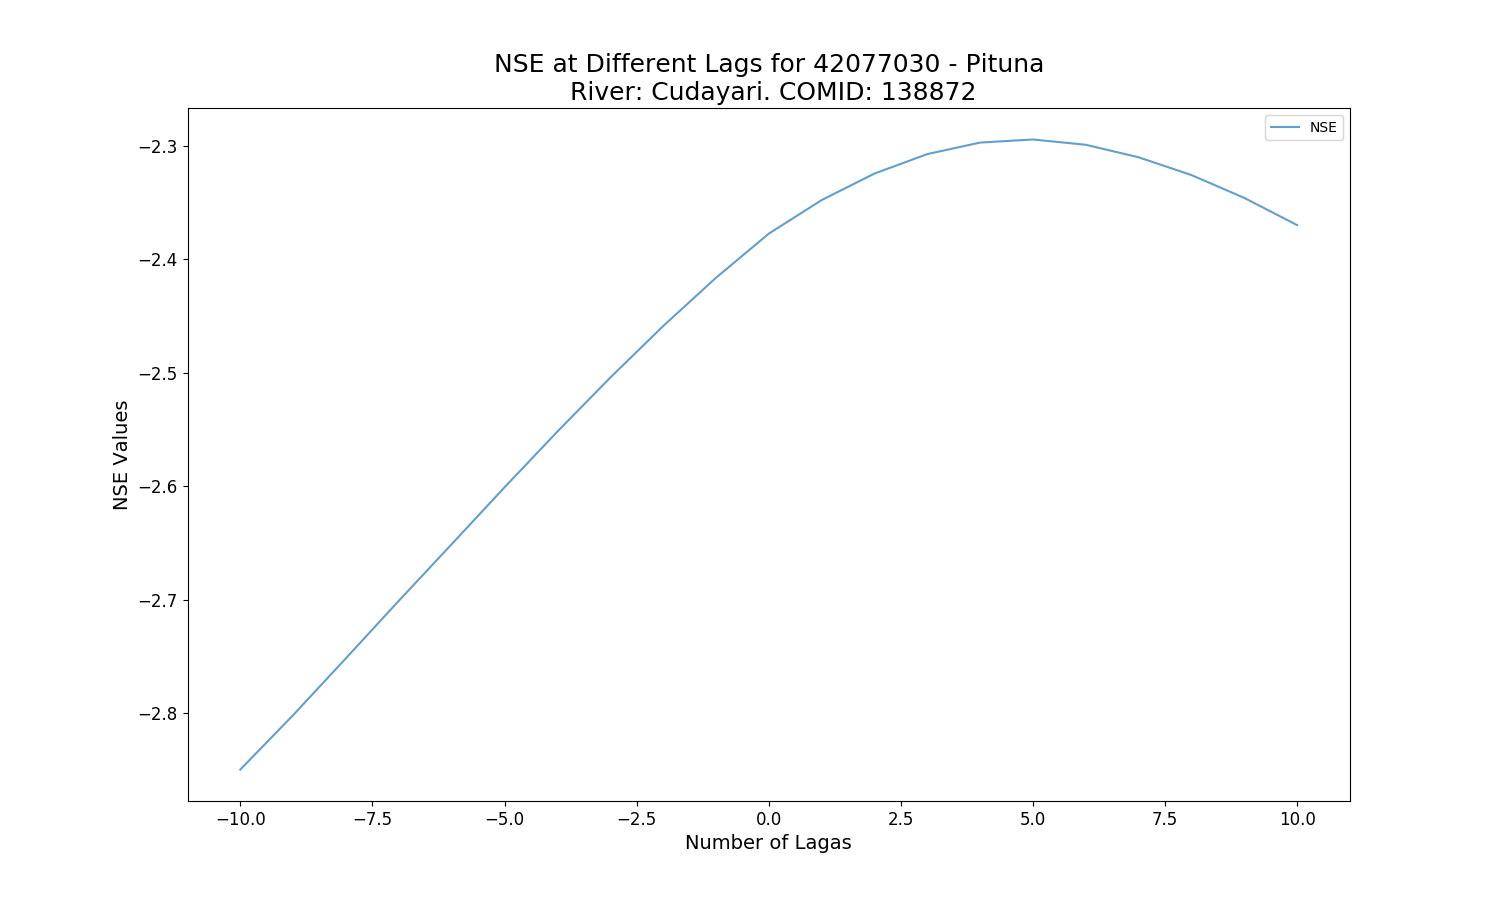 NSE at Different Lags for 42077030 - Pituna
River: Cudayari. COMID: 138872
NSE
−2.3
−2.4
−2.5
−2.6
−2.7
−2.8
NSE Values
−10.0 −7.5 −5.0 −2.5 0.0 2.5 5.0 7.5 10.0
Number of Lagas